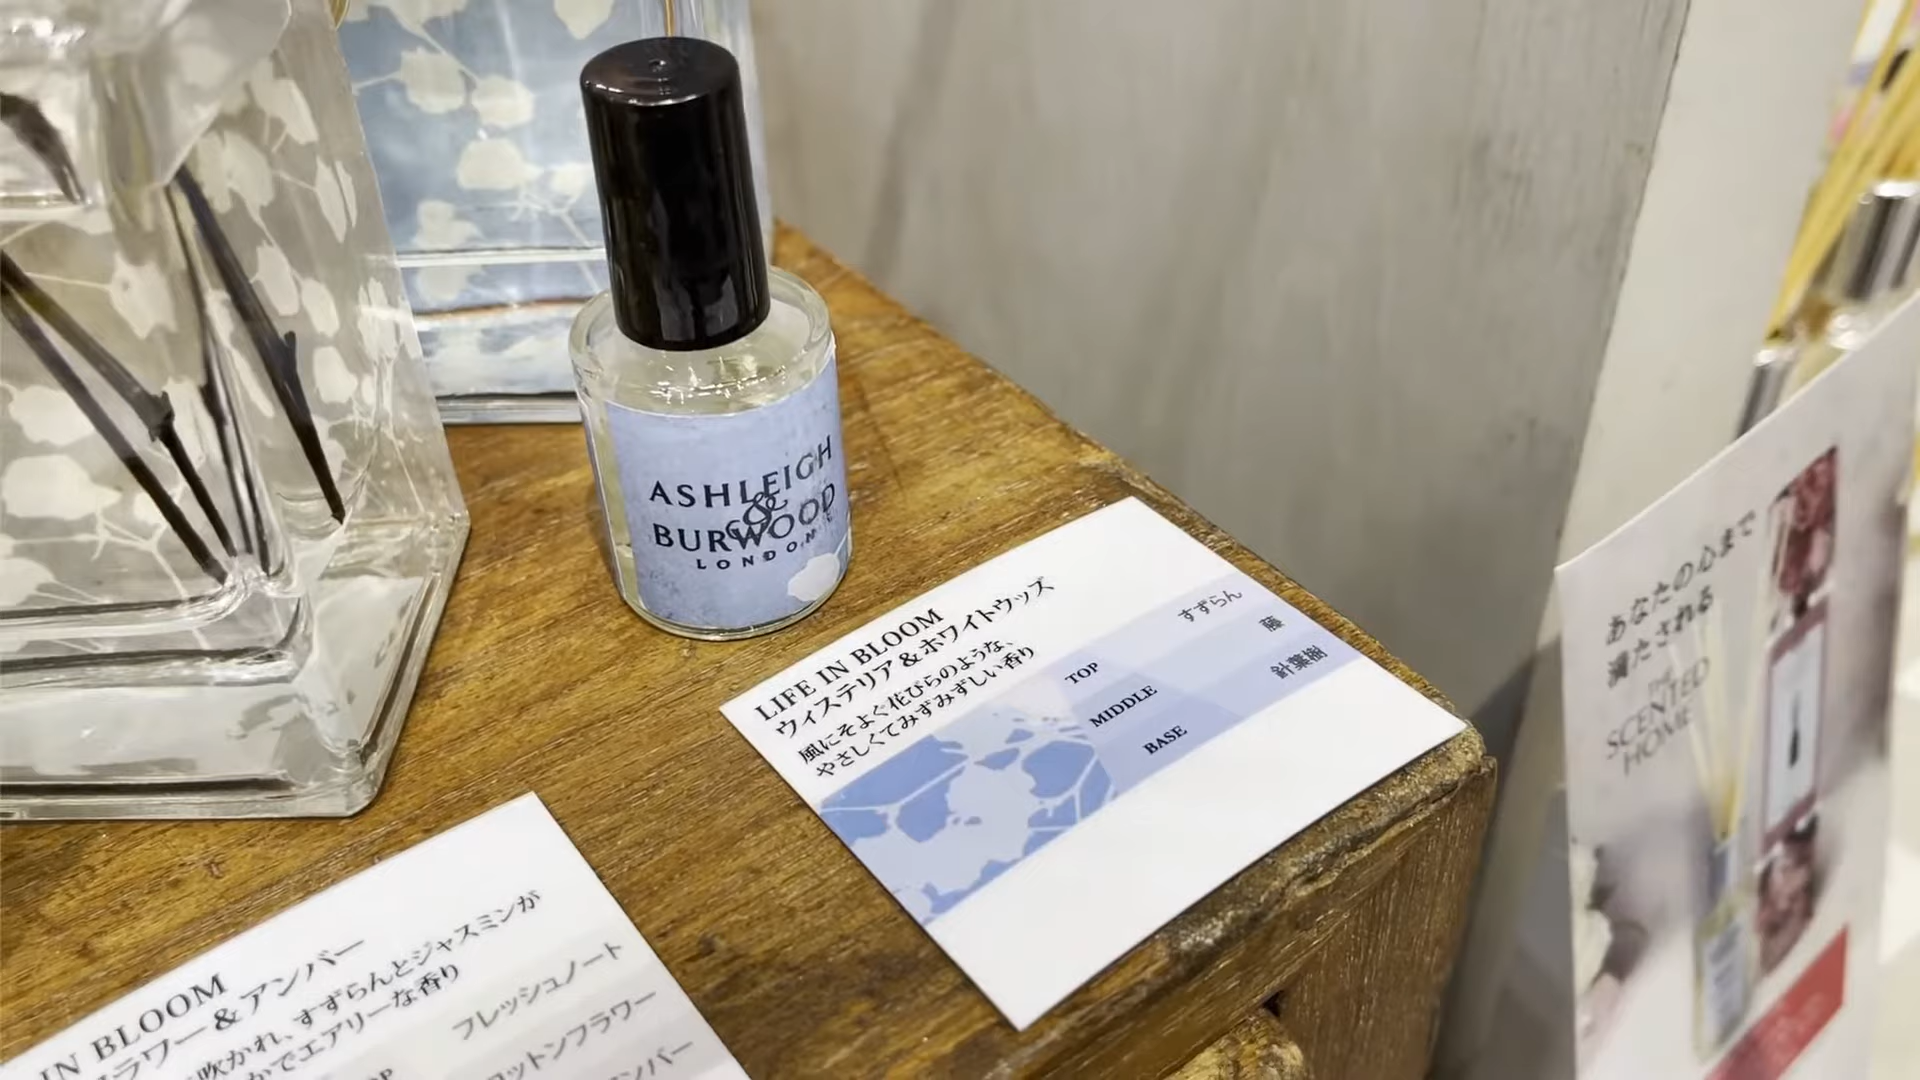 ASHLEIGH
&
BURWOOD
LONDON
LIFE IN BLOOM
ウィステリア&ホワイトウッズ
風にそよぐ花びらのような、
やさしくてみずみずしい香り
TOP すずらん
MIDDLE 藤
BASE 針葉樹
IN BLOOM
ラワー&アンバー
吹かれ、すずらんとジャスミンが
かでエアリーな香り
OP フレッシュノート
コットンフラワー
ンバー
あなたの心まで
満たされる
THE
SCENTED
HOME